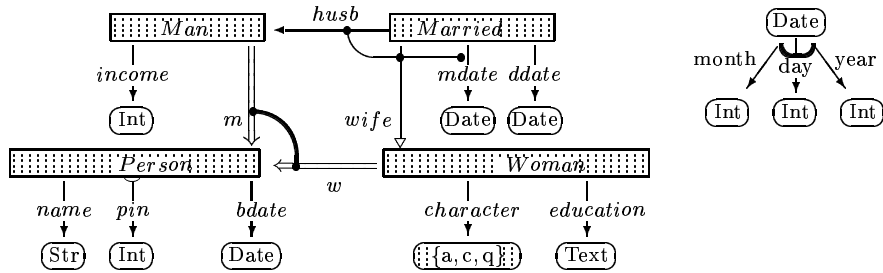 husb
Man Married Date
month day year
income mdate ddate
Int Date Date Int Int Int
m wife
Person Woman
w
name pin bdate character education
Str Int Date {a, c, q} Text